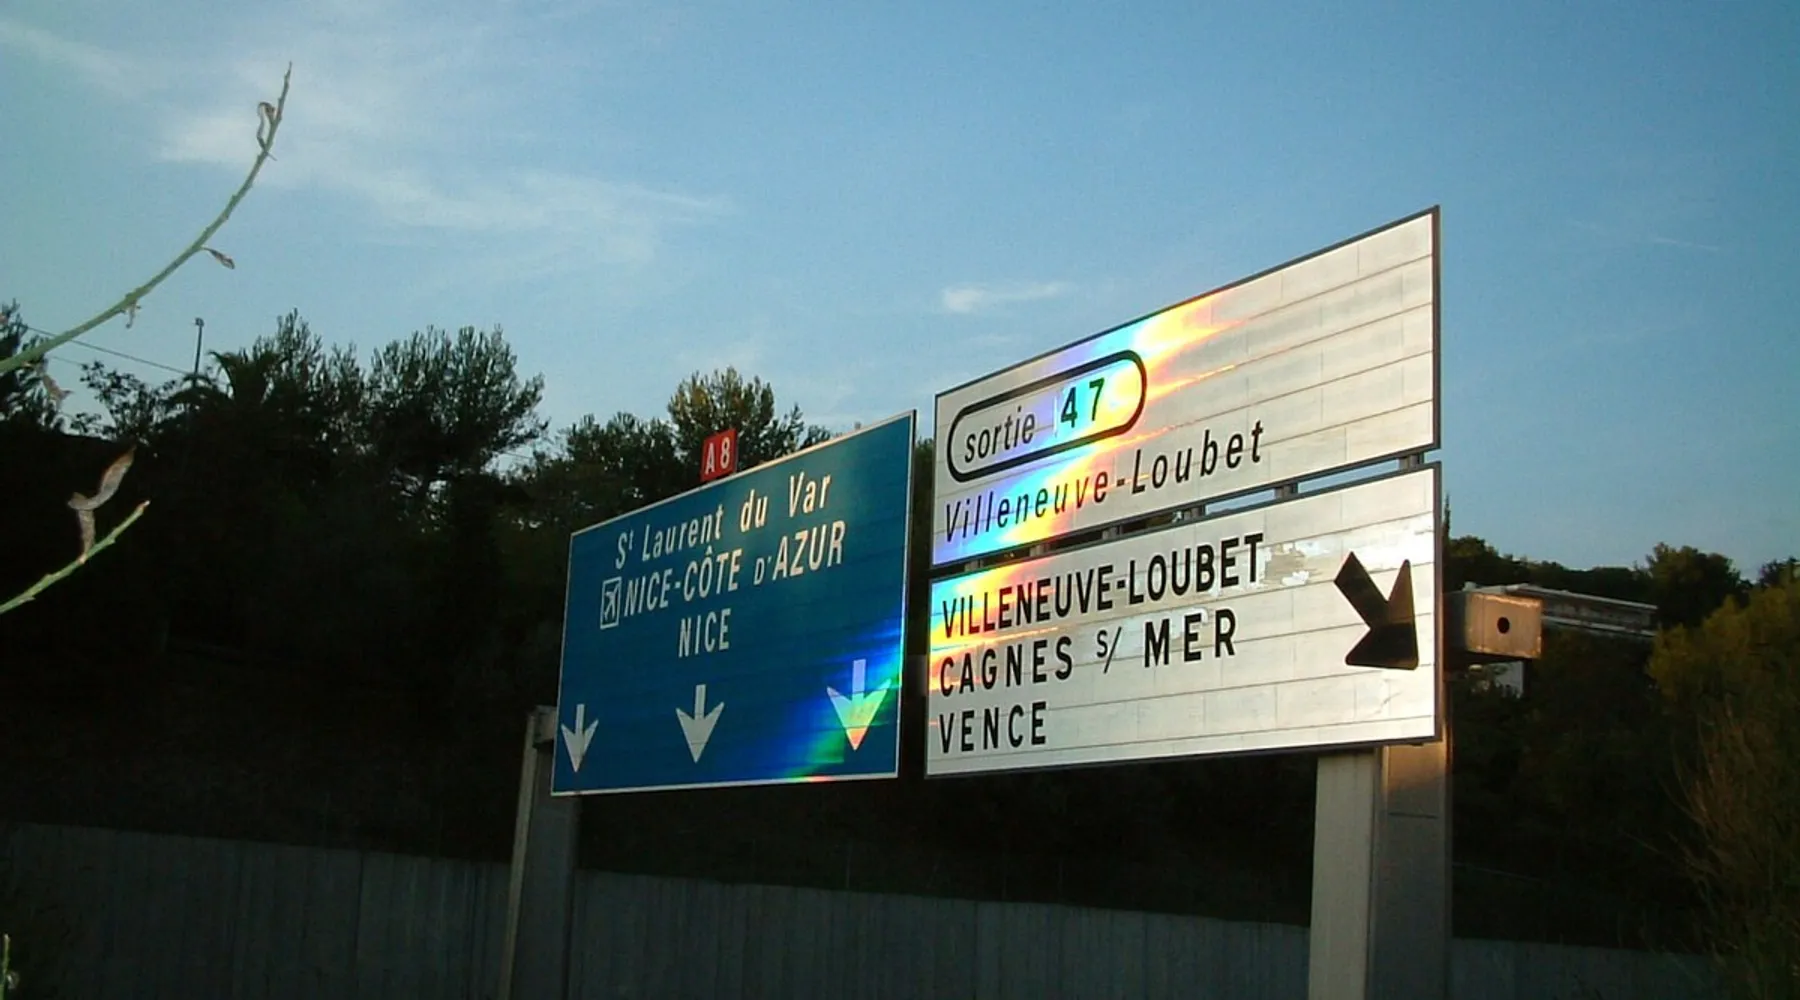 A8
St Laurent du Var
NICE-CÔTE D'AZUR
NICE
sortie 47
Villeneuve-Loubet
VILLENEUVE-LOUBET
CAGNES S/ MER
VENCE